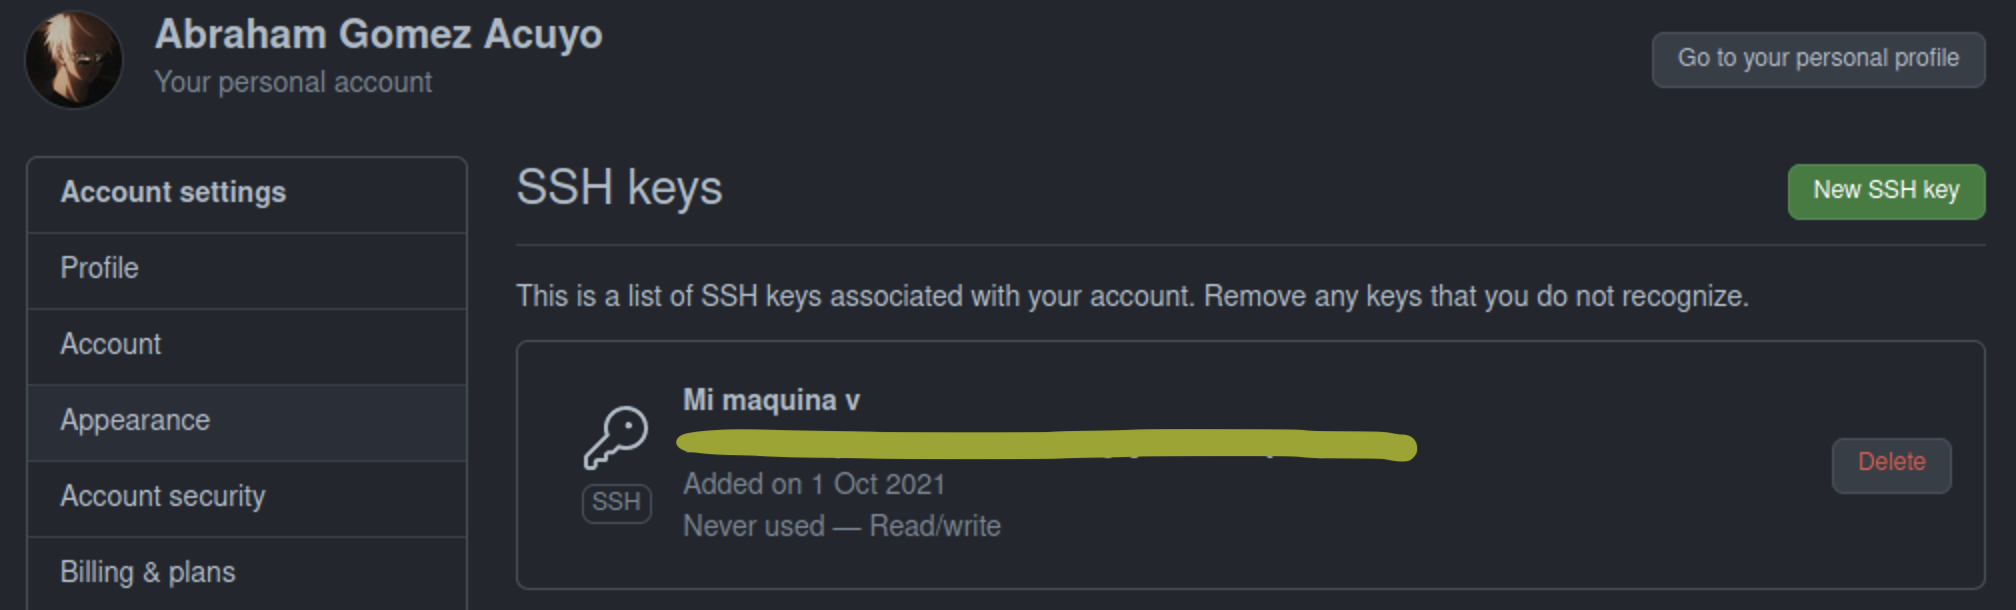 Abraham Gomez Acuyo
Your personal account
Go to your personal profile
Account settings
Profile
Account
Appearance
Account security
Billing & plans
SSH keys
New SSH key
This is a list of SSH keys associated with your account. Remove any keys that you do not recognize.
Mi maquina v
SSH
Added on 1 Oct 2021
Never used — Read/write
Delete